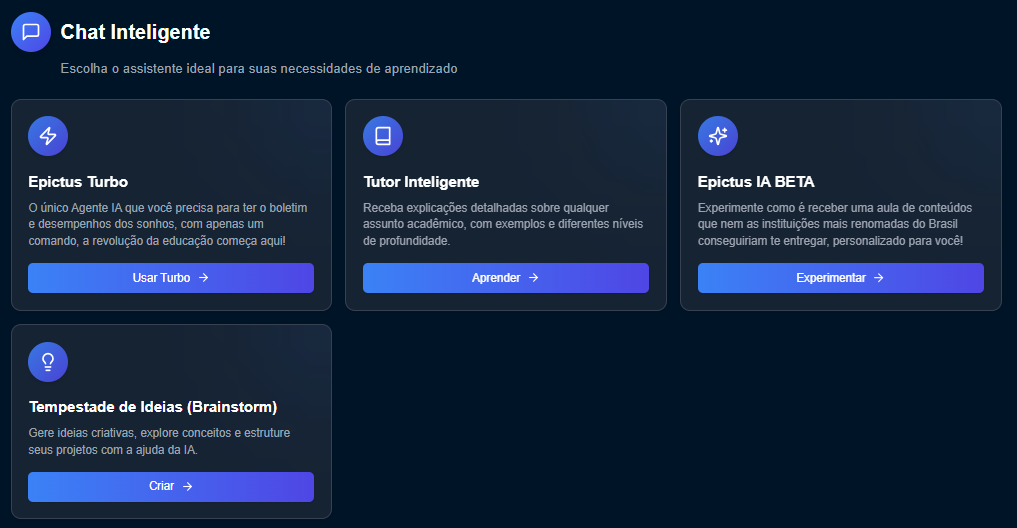 Chat Inteligente
Escolha o assistente ideal para suas necessidades de aprendizado
Epictus Turbo
O único Agente IA que você precisa para ter o boletim
e desempenhos dos sonhos, com apenas um
comando, a revolução da educação começa aqui!
Usar Turbo
Tutor Inteligente
Receba explicações detalhadas sobre qualquer
assunto acadêmico, com exemplos e diferentes níveis
de profundidade.
Aprender
Epictus IA BETA
Experimente como é receber uma aula de conteúdos
que nem as instituições mais renomadas do Brasil
conseguiriam te entregar, personalizado para você!
Experimentar
Tempestade de Ideias (Brainstorm)
Gere ideias criativas, explore conceitos e estruture
seus projetos com a ajuda da IA.
Criar